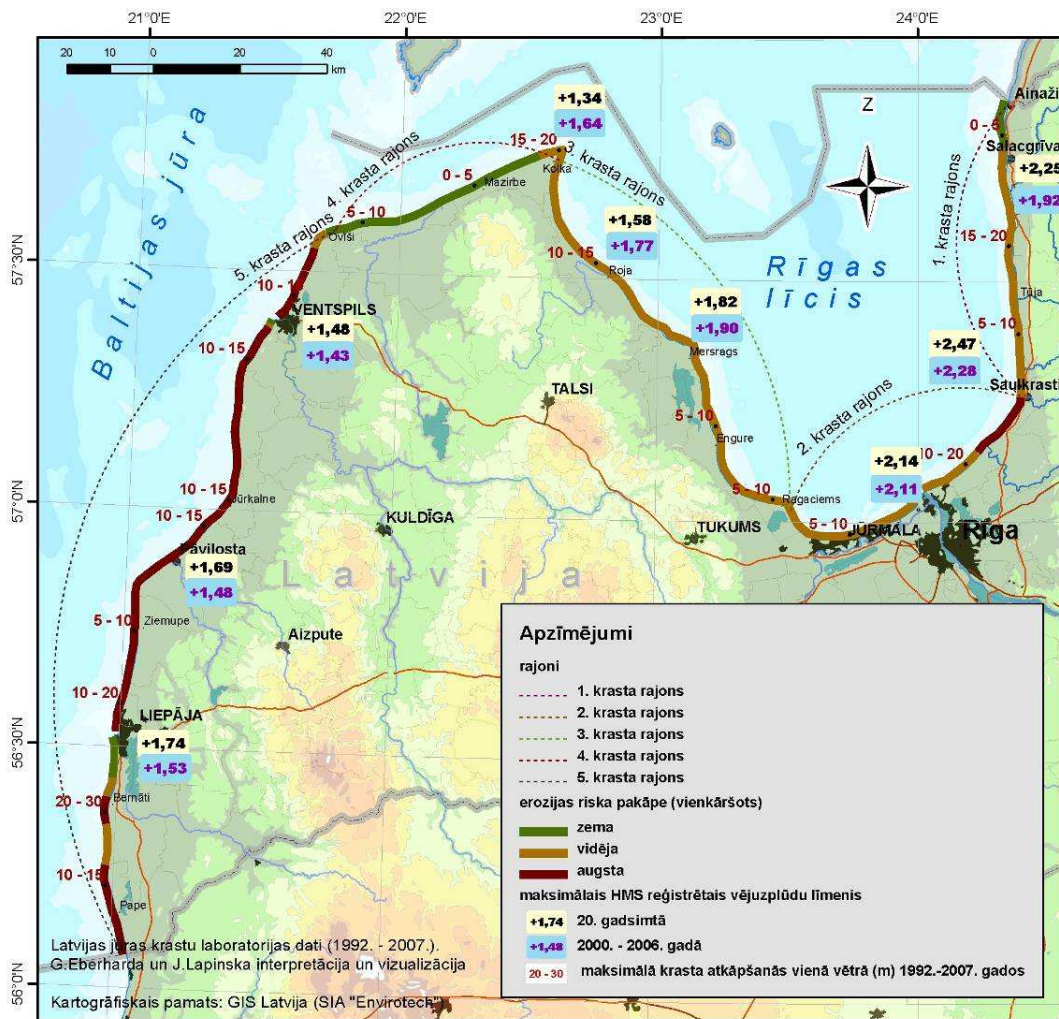 21°0'E
22°0'E
23°0'E
24°0'E
20 10 0 20 40
km
57°30'N
57°0'N
56°30'N
56°0'N
Baltijas jūra
Rīgas
līcis
Latvija
Z
1. krasta rajons
2. krasta rajons
3. krasta rajons
4. krasta rajons
5. krasta rajons
+1,34
+1,64
15 - 20
Kolka
0 - 5
Mazirbe
5 - 10
Ovīši
10 - 15
VENTSPILS
+1,48
+1,43
10 - 15
10 - 15
Jūrkalne
10 - 15
āvilosta
+1,69
+1,48
5 - 10
Ziemupe
10 - 20
LIEPĀJA
+1,74
+1,53
20 - 30
Bernāti
10 - 15
Pape
+1,58
+1,77
10 - 15
Roja
+1,82
+1,90
Mersrags
5 - 10
Engure
5 - 10
Ragaciems
5 - 10
JŪRMALA
+2,14
+2,11
10 - 20
Rīga
+2,47
+2,28
Saulkrasti
5 - 10
Tūja
15 - 20
+2,25
+1,92
Salacgrīva
0 - 5
Ainaži
TALSI
KULDĪGA
TUKUMS
Aizpute
Apzīmējumi
rajoni
1. krasta rajons
2. krasta rajons
3. krasta rajons
4. krasta rajons
5. krasta rajons
erozijas riska pakāpe (vienkāršots)
zema
vidēja
augsta
maksimālais HMS reģistrētais vējuzplūdu līmenis
+1,74 20. gadsimtā
+1,48 2000. - 2006. gadā
20 - 30 maksimālā krasta atkāpšanās vienā vētrā (m) 1992.-2007. gados
Latvijas jūras krastu laboratorijas dati (1992. - 2007.).
G.Eberharda un J.Lapinska interpretācija un vizualizācija
Kartogrāfiskais pamats: GIS Latvija (SIA "Envirotech")